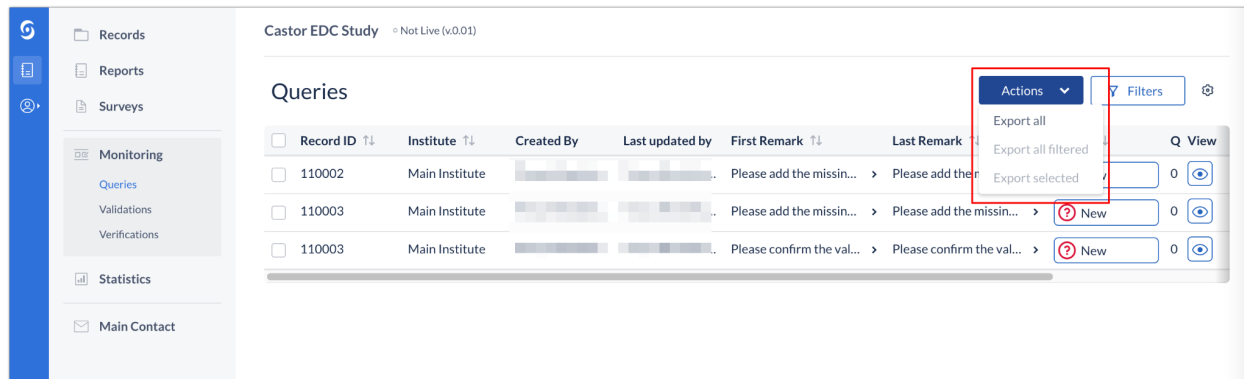 Castor EDC Study Not Live (v.0.01)
Records
Reports
Surveys
Monitoring
Queries
Validations
Verifications
Statistics
Main Contact
Queries
Actions Filters
Export all
Export all filtered
Export selected
Record ID Institute Created By Last updated by First Remark Last Remark Q View
110002 Main Institute Please add the missin... Please add the 0
110003 Main Institute Please add the missin... Please add the missin... New 0
110003 Main Institute Please confirm the val... Please confirm the val... New 0